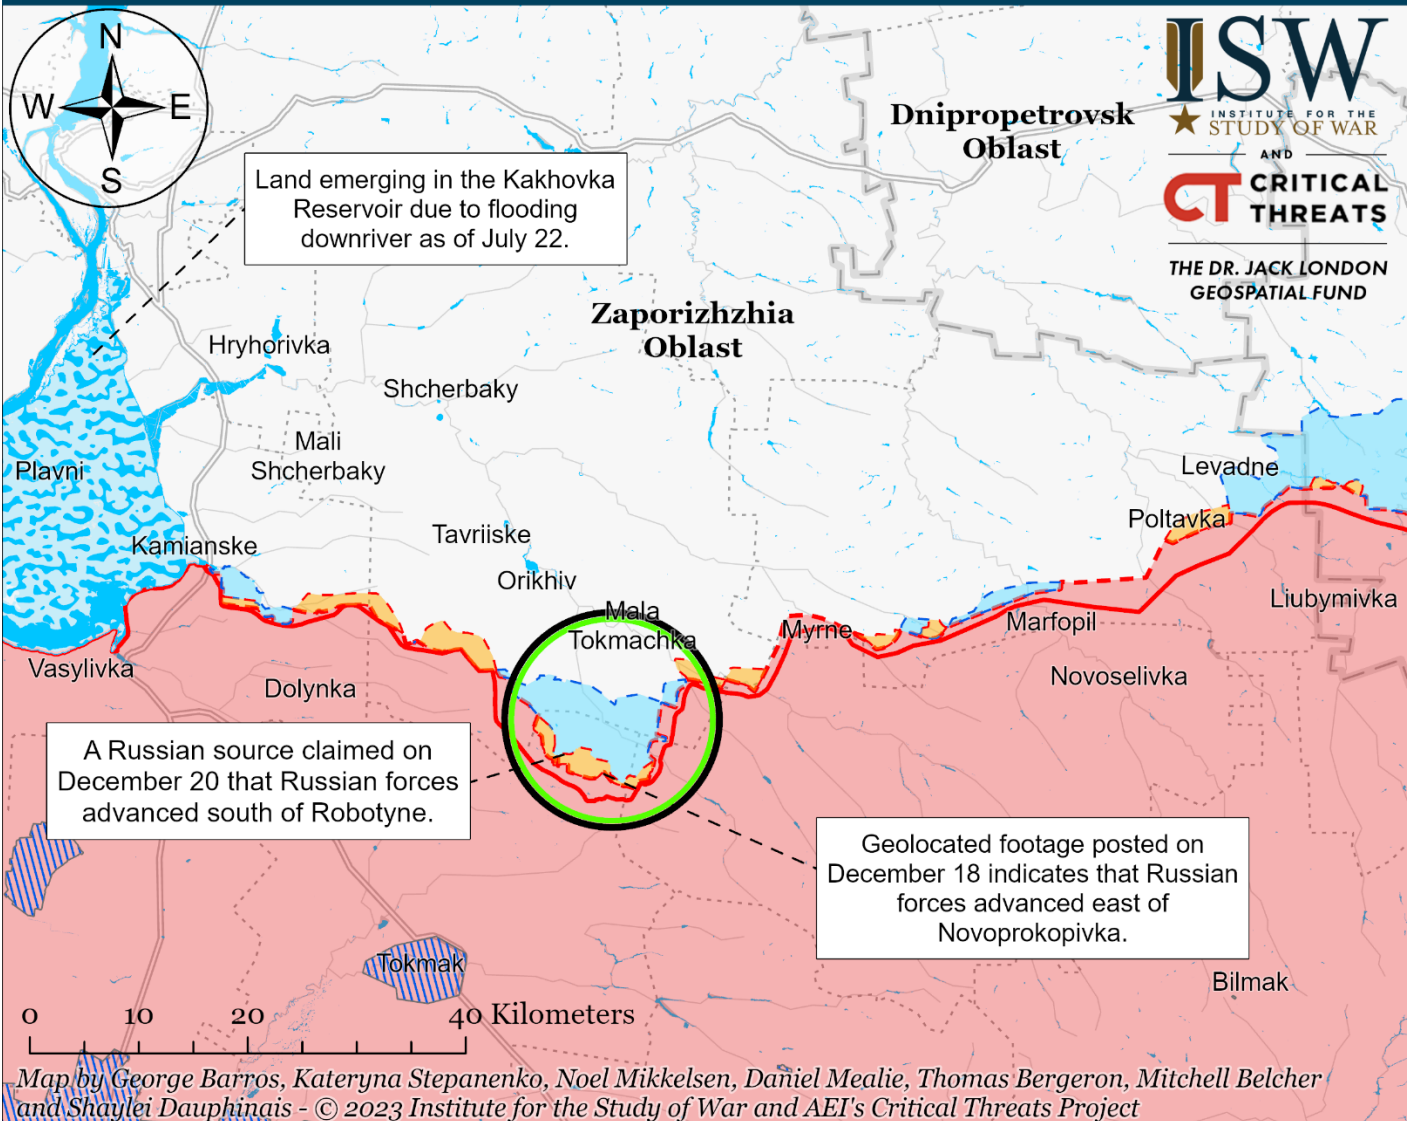 N
W
E
S
ISW
INSTITUTE FOR THE
STUDY OF WAR
AND
CT CRITICAL
THREATS
THE DR. JACK LONDON
GEOSPATIAL FUND
Dnipropetrovsk
Oblast
Land emerging in the Kakhovka
Reservoir due to flooding
downriver as of July 22.
Zaporizhzhia
Oblast
Hryhorivka
Shcherbaky
Mali
Shcherbaky
Plavni
Levadne
Poltavka
Tavriiske
Kamianske
Orikhiv
Mala
Tokmachka
Myrne
Marfopil
Liubymivka
Vasylivka
Dolynka
Novoselivka
A Russian source claimed on
December 20 that Russian forces
advanced south of Robotyne.
Geolocated footage posted on
December 18 indicates that Russian
forces advanced east of
Novoprokopivka.
Tokmak
Bilmak
0 10 20 40 Kilometers
Map by George Barros, Kateryna Stepanenko, Noel Mikkelsen, Daniel Mealie, Thomas Bergeron, Mitchell Belcher
and Shaylei Dauphinais - © 2023 Institute for the Study of War and AEI's Critical Threats Project